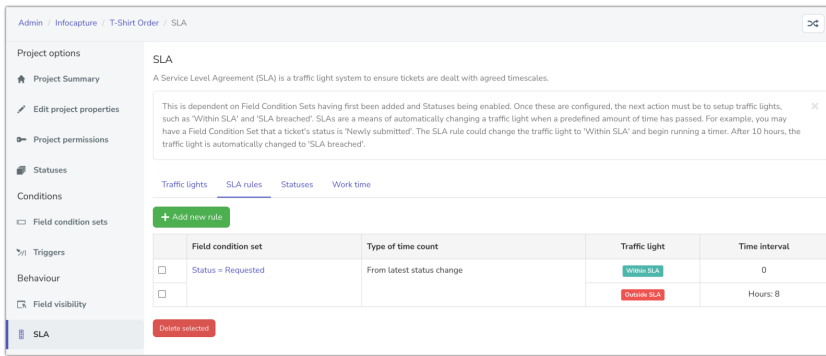 Admin / Infocapture / T-Shirt Order / SLA
Project options
Project Summary
Edit project properties
Project permissions
Statuses
Conditions
Field condition sets
Triggers
Behaviour
Field visibility
SLA
SLA
A Service Level Agreement (SLA) is a traffic light system to ensure tickets are dealt with agreed timescales.
This is dependent on Field Condition Sets having first been added and Statuses being enabled. Once these are configured, the next action must be to setup traffic lights,
such as 'Within SLA' and 'SLA breached'. SLAs are a means of automatically changing a traffic light when a predefined amount of time has passed. For example, you may
have a Field Condition Set that a ticket's status is 'Newly submitted'. The SLA rule could change the traffic light to 'Within SLA' and begin running a timer. After 10 hours, the
traffic light is automatically changed to 'SLA breached'.
Traffic lights SLA rules Statuses Work time
+ Add new rule
Field condition set Type of time count Traffic light Time interval
Status = Requested From latest status change Within SLA 0
Outside SLA Hours: 8
Delete selected